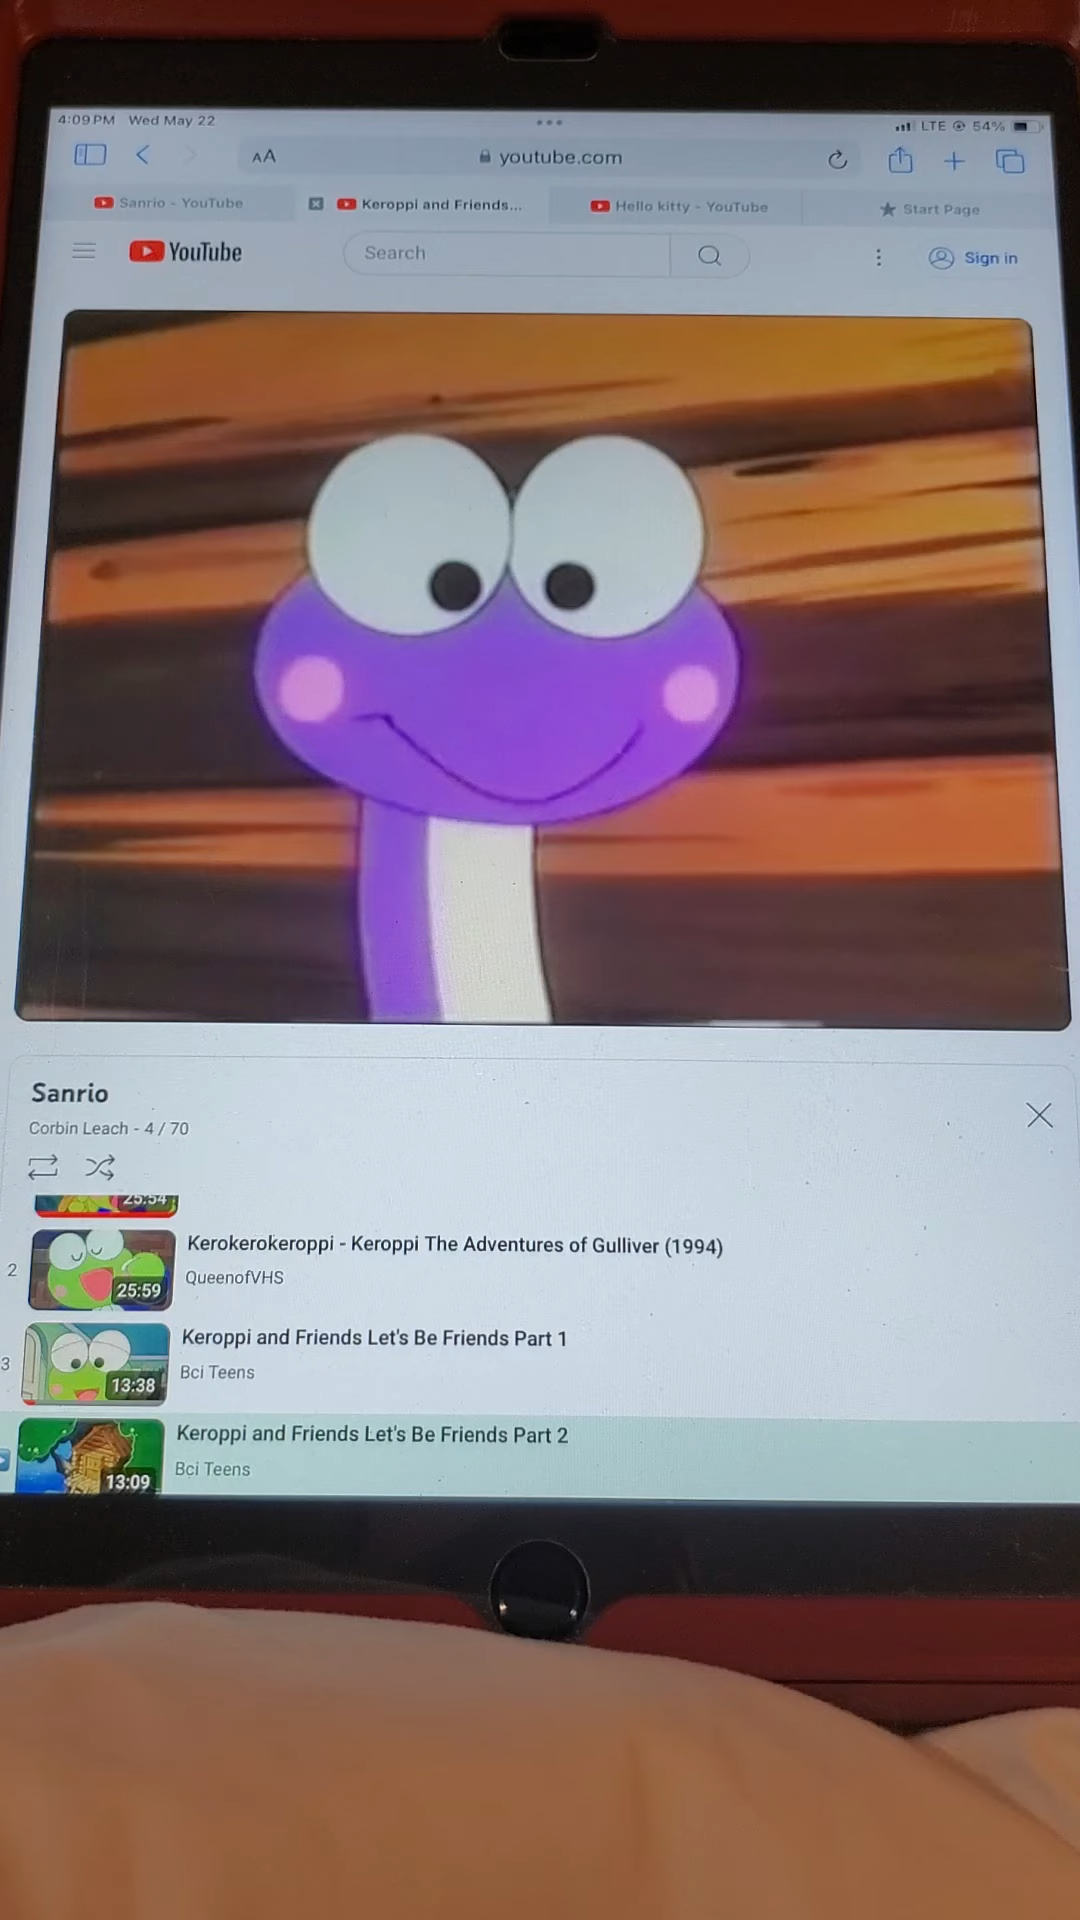 4:09 PM Wed May 22
LTE 54%
AA
youtube.com
Sanrio - YouTube
Keroppi and Friends...
Hello kitty - YouTube
Start Page
YouTube
Search
Sign in
Sanrio
Corbin Leach - 4 / 70
25:54
2
25:59
Kerokerokeroppi - Keroppi The Adventures of Gulliver (1994)
QueenofVHS
3
13:38
Keroppi and Friends Let's Be Friends Part 1
Bci Teens
13:09
Keroppi and Friends Let's Be Friends Part 2
Bci Teens